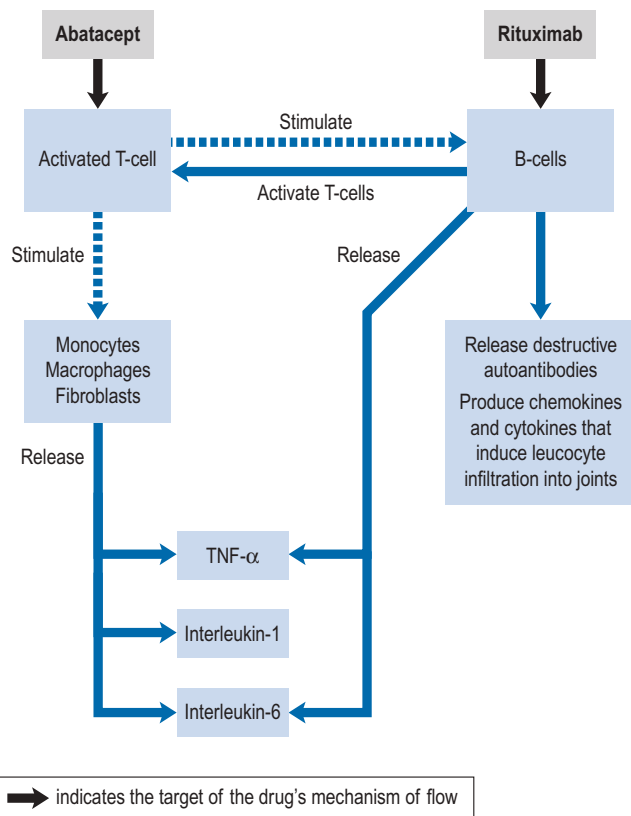 Abatacept
Rituximab
Stimulate
Activated T-cell
B-cells
Activate T-cells
Stimulate
Release
Monocytes
Macrophages
Fibroblasts
Release destructive
autoantibodies
Produce chemokines
and cytokines that
induce leucocyte
infiltration into joints
Release
TNF-α
Interleukin-1
Interleukin-6
indicates the target of the drug's mechanism of flow